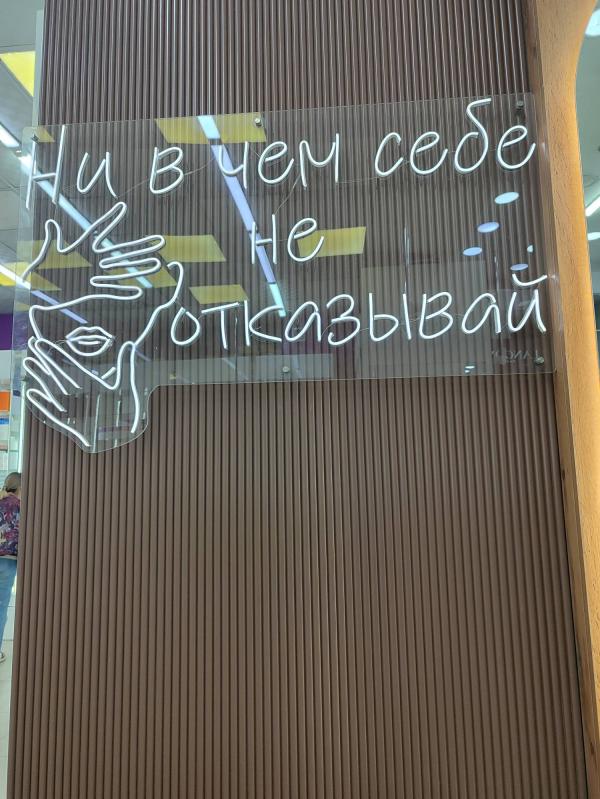 Ни в чем себе
не
отказывай